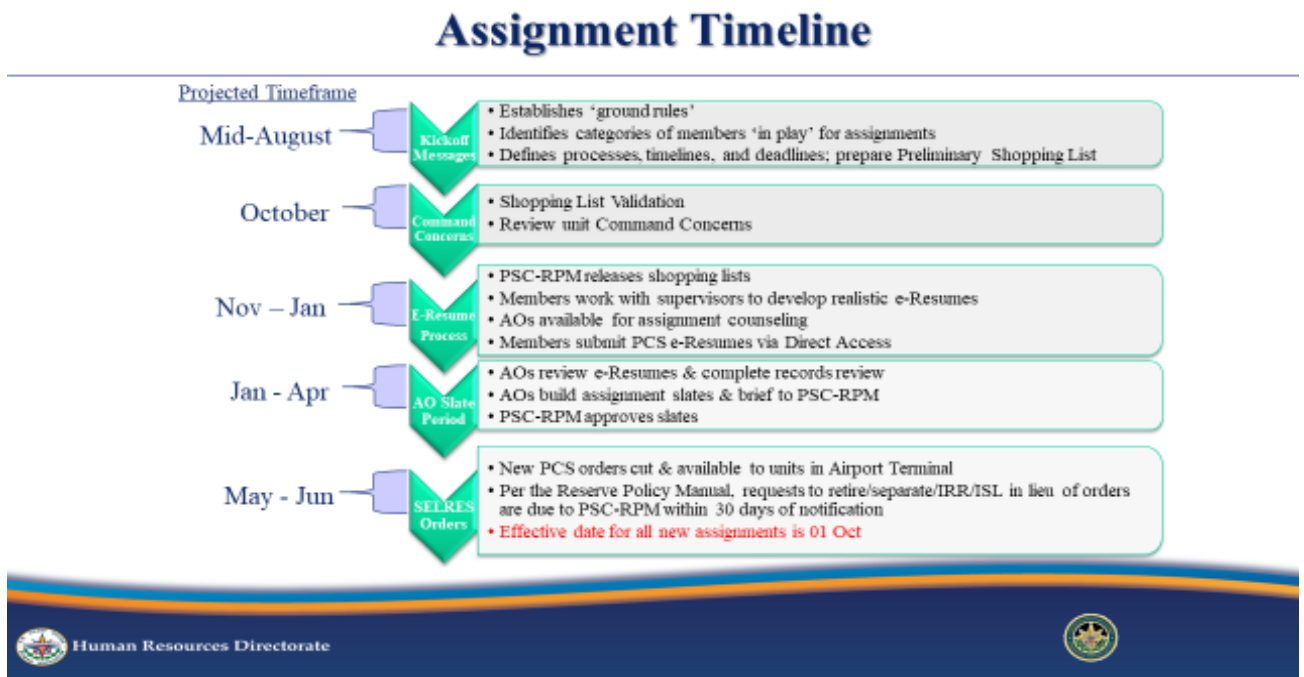 Assignment Timeline
Projected Timeframe
Mid-August
Kickoff
Messages
• Establishes ‘ground rules’
• Identifies categories of members ‘in play’ for assignments
• Defines processes, timelines, and deadlines; prepare Preliminary Shopping List
October
Command
Concerns
• Shopping List Validation
• Review unit Command Concerns
Nov – Jan
E-Resume
Process
• PSC-RPM releases shopping lists
• Members work with supervisors to develop realistic e-Resumes
• AOs available for assignment counseling
• Members submit PCS e-Resumes via Direct Access
Jan - Apr
AO Slate
Period
• AOs review e-Resumes & complete records review
• AOs build assignment slates & brief to PSC-RPM
• PSC-RPM approves slates
May - Jun
SELRES
Orders
• New PCS orders cut & available to units in Airport Terminal
• Per the Reserve Policy Manual, requests to retire/separate/IRR/ISL in lieu of orders
are due to PSC-RPM within 30 days of notification
• Effective date for all new assignments is 01 Oct
Human Resources Directorate